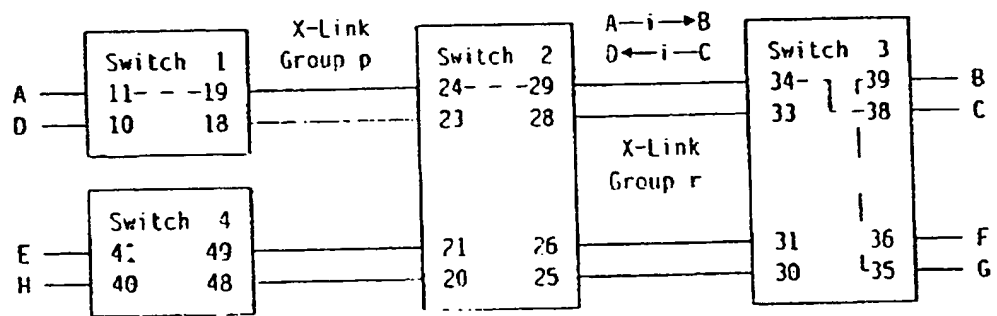 X-Link
Group p
A—i→B
D←i—C
Switch 1
Switch 2
Switch 3
A
11- - -19
24- - -29
34-
39
B
D
10 18
23 28
33
-38
C
X-Link
Group r
Switch 4
E
49
21 26
31 36
F
H
40 48
20 25
30 35
G